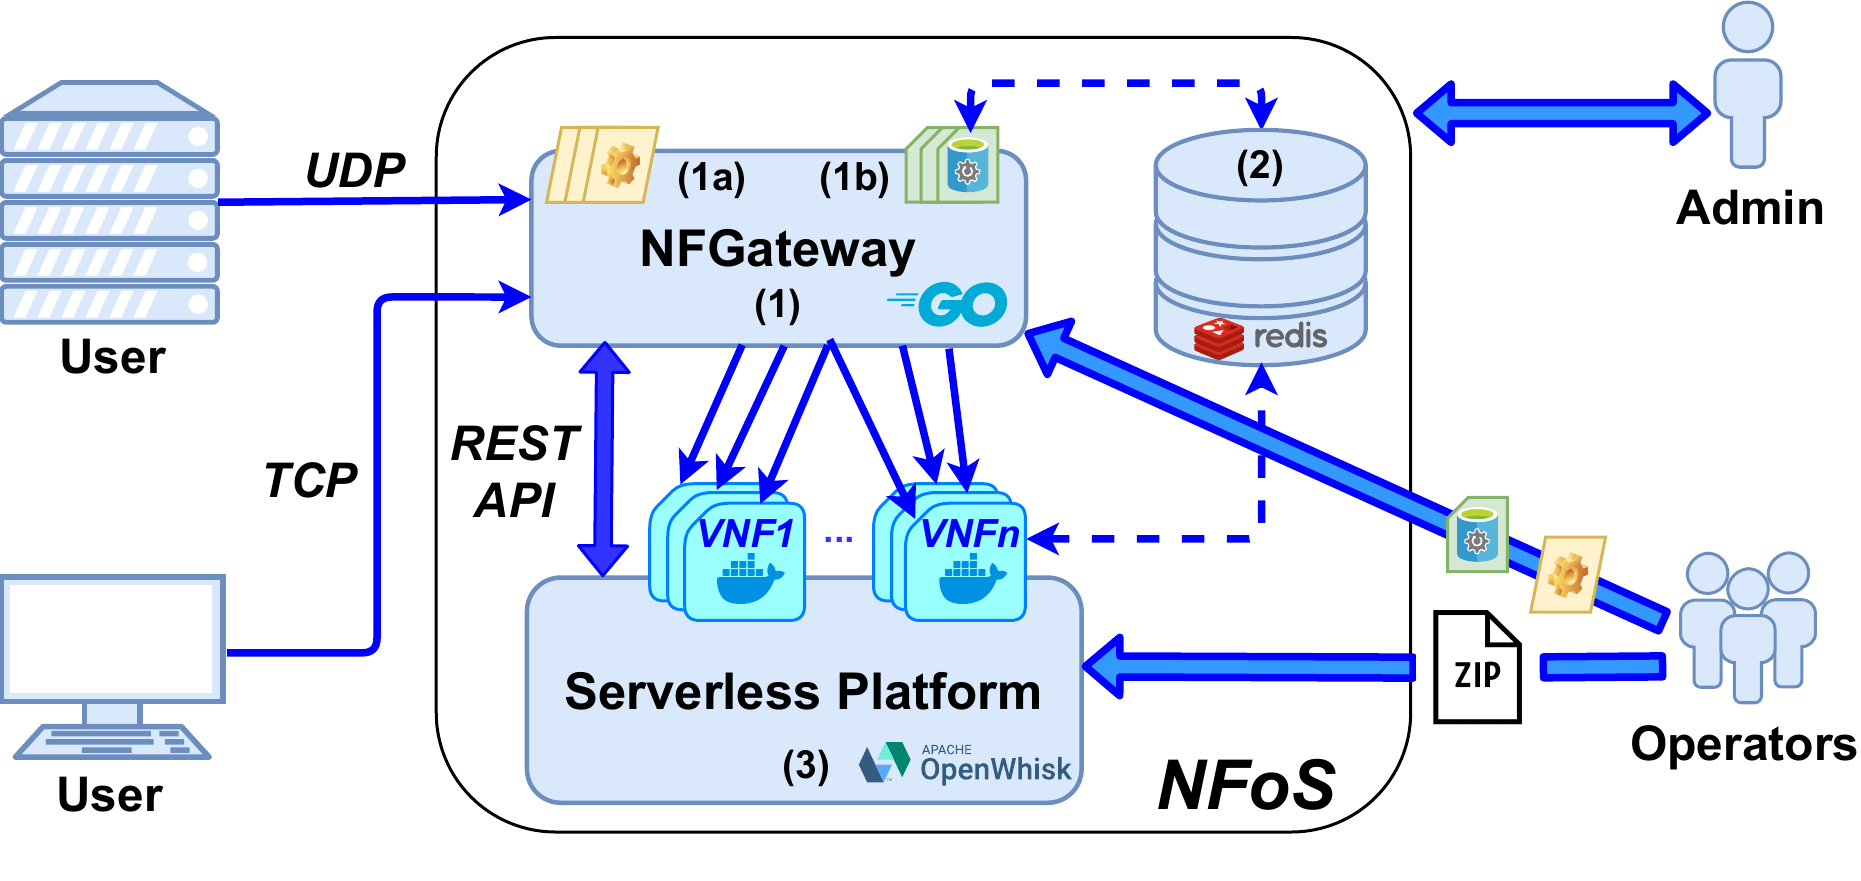 UDP
(1a)
(1b)
(2)
Admin
NFGateway
(1)
GO
redis
User
REST
API
TCP
VNF1
...
VNFn
ZIP
Serverless Platform
(3)
APACHE
OpenWhisk
TM
NFoS
Operators
User